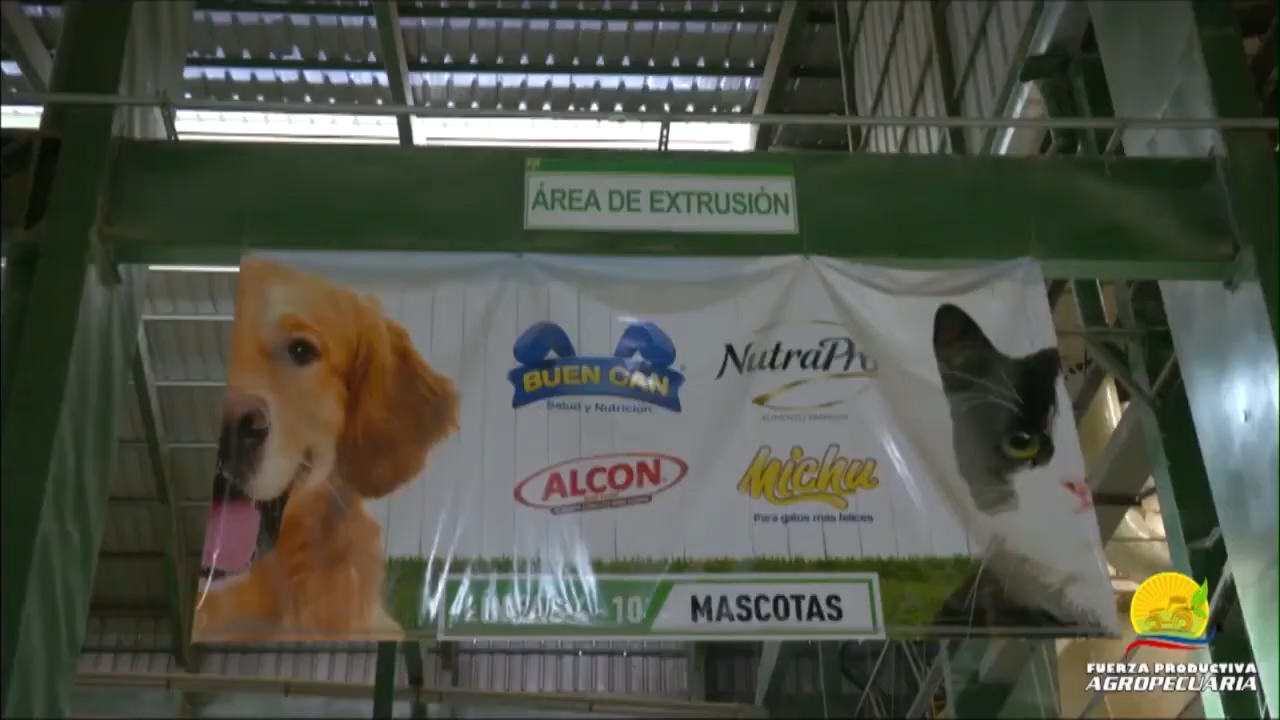 ÁREA DE EXTRUSIÓN
BUEN CAN
Salud y Nutrición
NutraPro
ALCON
Michu
Para gatos más felices
10
MASCOTAS
FUERZA PRODUCTIVA
AGROPECUARIA